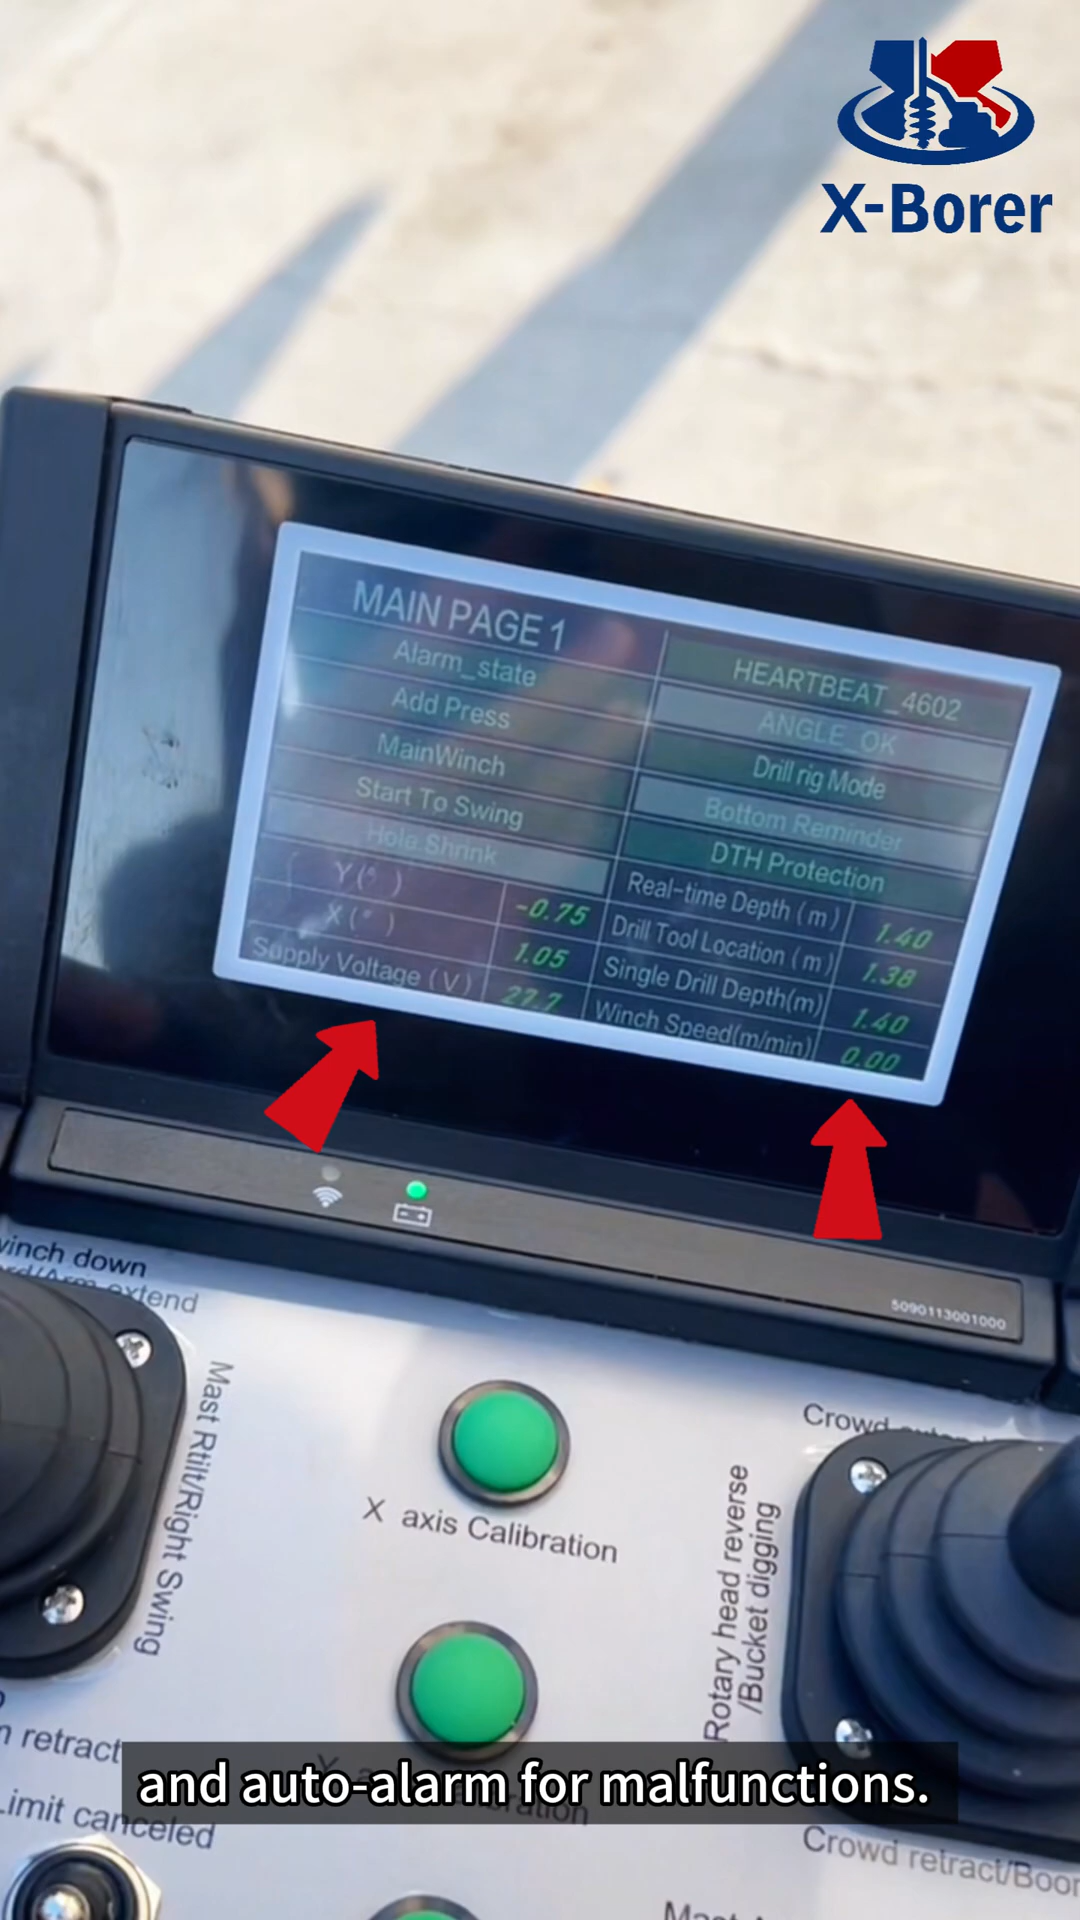 X-Borer
MAIN PAGE 1
Alarm_state
Add Press
MainWinch
Start To Swing
Hole Shrink
Y(° ) -0.75
X(° ) 1.05
Supply Voltage (V) 27.7
HEARTBEAT_4602
ANGLE_OK
Drill rig Mode
Bottom Reminder
DTH Protection
Real-time Depth (m) 1.40
Drill Tool Location (m) 1.38
Single Drill Depth(m) 1.40
Winch Speed(m/min) 0.00
5090113001000
winch down
extend
Mast Rtilt/Right Swing
X axis Calibration
Crowd
Rotary head reverse
/Bucket digging
retract
Limit canceled
and auto-alarm for malfunctions.
Crowd retract/Boom